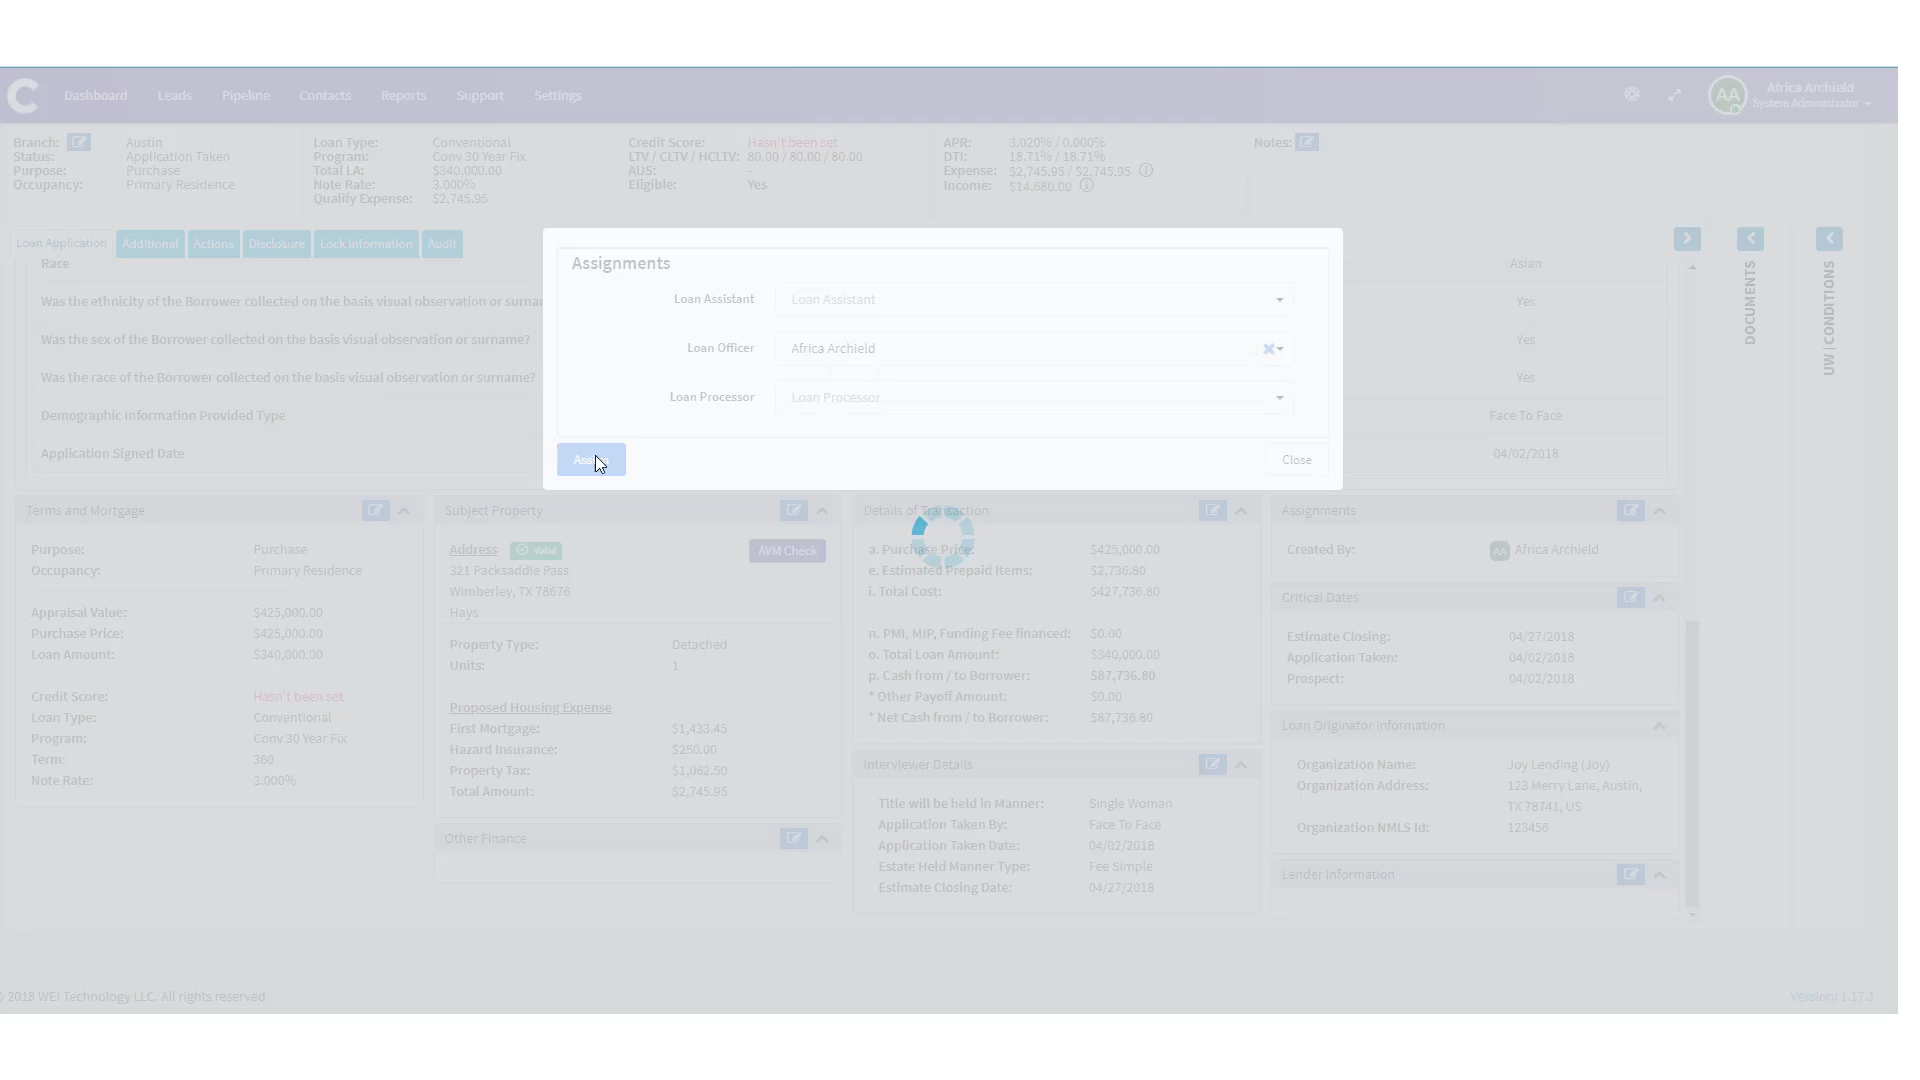 Dashboard Leads Pipeline Contacts Reports Support Settings
AA Africa Archield
System Administrator
Branch: Austin
Status: Application Taken
Purpose: Purchase
Occupancy: Primary Residence
Loan Type: Conventional
Program: Conv 30 Year Fix
Total LA: $340,000.00
Note Rate: 3.000%
Qualify Expense: $2,745.95
Credit Score: Hasn't been set
LTV / CLTV / HCLTV: 80.00 / 80.00 / 80.00
AUS: -
Eligible: Yes
APR: 3.020% / 0.000%
DTI: 18.71% / 18.71%
Expense: $2,745.95 / $2,745.95
Income: $14,680.00
Notes:
Loan Application Additional Actions Disclosure Lock Information Audit
Race Asian
Was the ethnicity of the Borrower collected on the basis visual observation or surnar Yes
Was the sex of the Borrower collected on the basis visual observation or surname? Yes
Was the race of the Borrower collected on the basis visual observation or surname? Yes
Demographic Information Provided Type Face To Face
Application Signed Date 04/02/2018
DOCUMENTS
UW | CONDITIONS
Assignments
Loan Assistant Loan Assistant
Loan Officer Africa Archield
Loan Processor Loan Processor
Close
Terms and Mortgage
Purpose: Purchase
Occupancy: Primary Residence
Appraisal Value: $425,000.00
Purchase Price: $425,000.00
Loan Amount: $340,000.00
Credit Score: Hasn't been set
Loan Type: Conventional
Program: Conv 30 Year Fix
Term: 360
Note Rate: 3.000%
Subject Property
Address Valid AVM Check
321 Packsaddle Pass
Wimberley, TX 78676
Hays
Property Type: Detached
Units: 1
Proposed Housing Expense
First Mortgage: $1,433.45
Hazard Insurance: $250.00
Property Tax: $1,062.50
Total Amount: $2,745.95
Other Finance
Details of Transaction
a. Purchase Price: $425,000.00
e. Estimated Prepaid Items: $2,736.80
i. Total Cost: $427,736.80
n. PMI, MIP, Funding Fee financed: $0.00
o. Total Loan Amount: $340,000.00
p. Cash from / to Borrower: $87,736.80
* Other Payoff Amount: $0.00
* Net Cash from / to Borrower: $87,736.80
Interviewer Details
Title will be held in Manner: Single Woman
Application Taken By: Face To Face
Application Taken Date: 04/02/2018
Estate Held Manner Type: Fee Simple
Estimate Closing Date: 04/27/2018
Assignments
Created By: AA Africa Archield
Critical Dates
Estimate Closing: 04/27/2018
Application Taken: 04/02/2018
Prospect: 04/02/2018
Loan Originator Information
Organization Name: Joy Lending (Joy)
Organization Address: 123 Merry Lane, Austin,
TX 78741, US
Organization NMLS Id: 123456
Lender Information
© 2018 WEI Technology LLC. All rights reserved
Version: 1.17.1